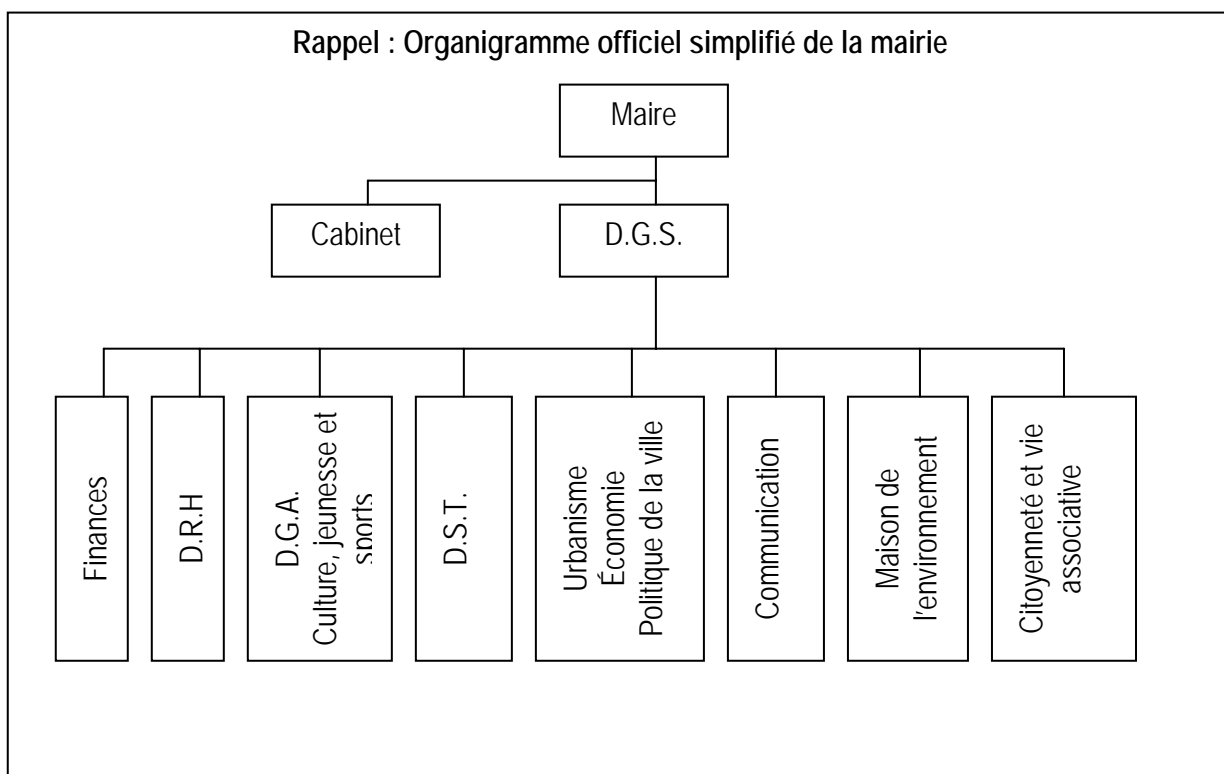 Rappel : Organigramme officiel simplifié de la mairie
Maire
Cabinet
D.G.S.
Finances
D.R.H
D.G.A.
Culture, jeunesse et
sports
D.S.T.
Urbanisme
Économie
Politique de la ville
Communication
Maison de
l'environnement
Citoyenneté et vie
associative